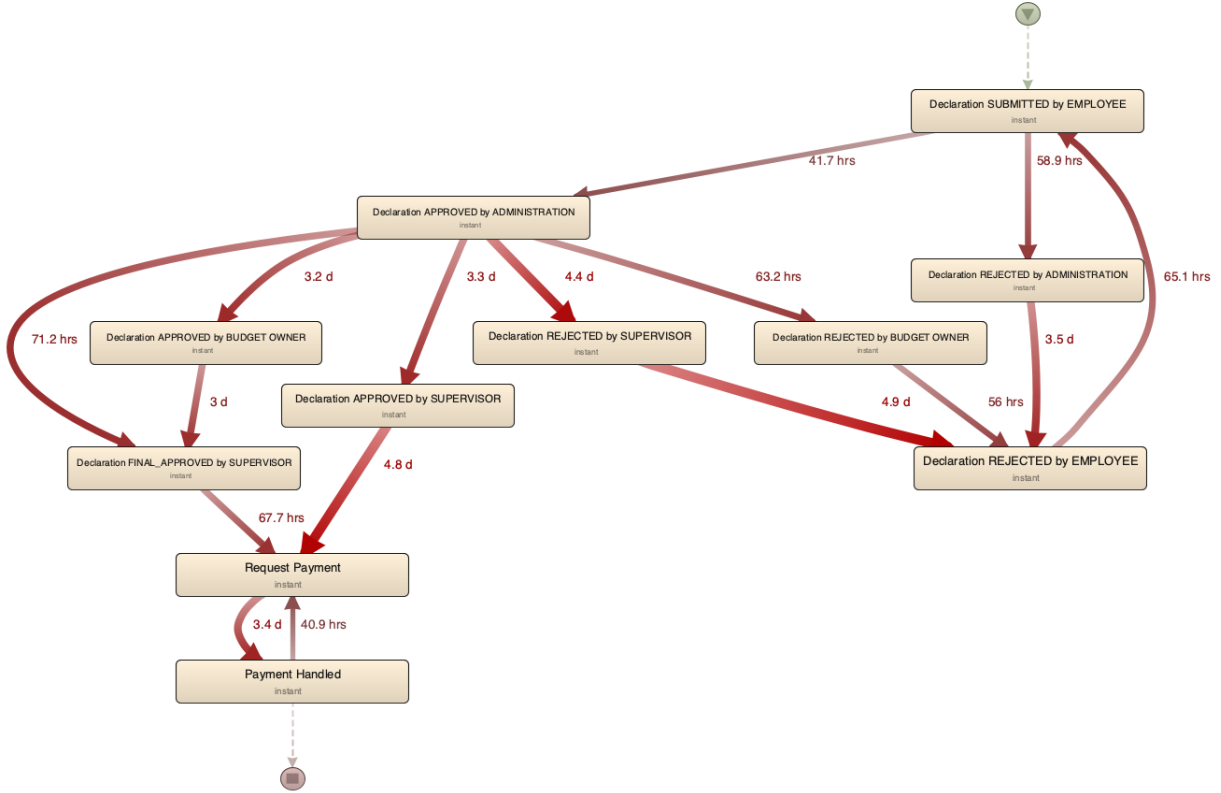 Declaration SUBMITTED by EMPLOYEE
instant
41.7 hrs
58.9 hrs
Declaration APPROVED by ADMINISTRATION
instant
Declaration REJECTED by ADMINISTRATION
instant
3.2 d
3.3 d
4.4 d
63.2 hrs
65.1 hrs
71.2 hrs
Declaration APPROVED by BUDGET OWNER
instant
Declaration REJECTED by SUPERVISOR
instant
Declaration REJECTED by BUDGET OWNER
instant
3.5 d
3 d
Declaration APPROVED by SUPERVISOR
instant
4.9 d
56 hrs
Declaration FINAL_APPROVED by SUPERVISOR
instant
4.8 d
Declaration REJECTED by EMPLOYEE
instant
67.7 hrs
Request Payment
instant
3.4 d
40.9 hrs
Payment Handled
instant